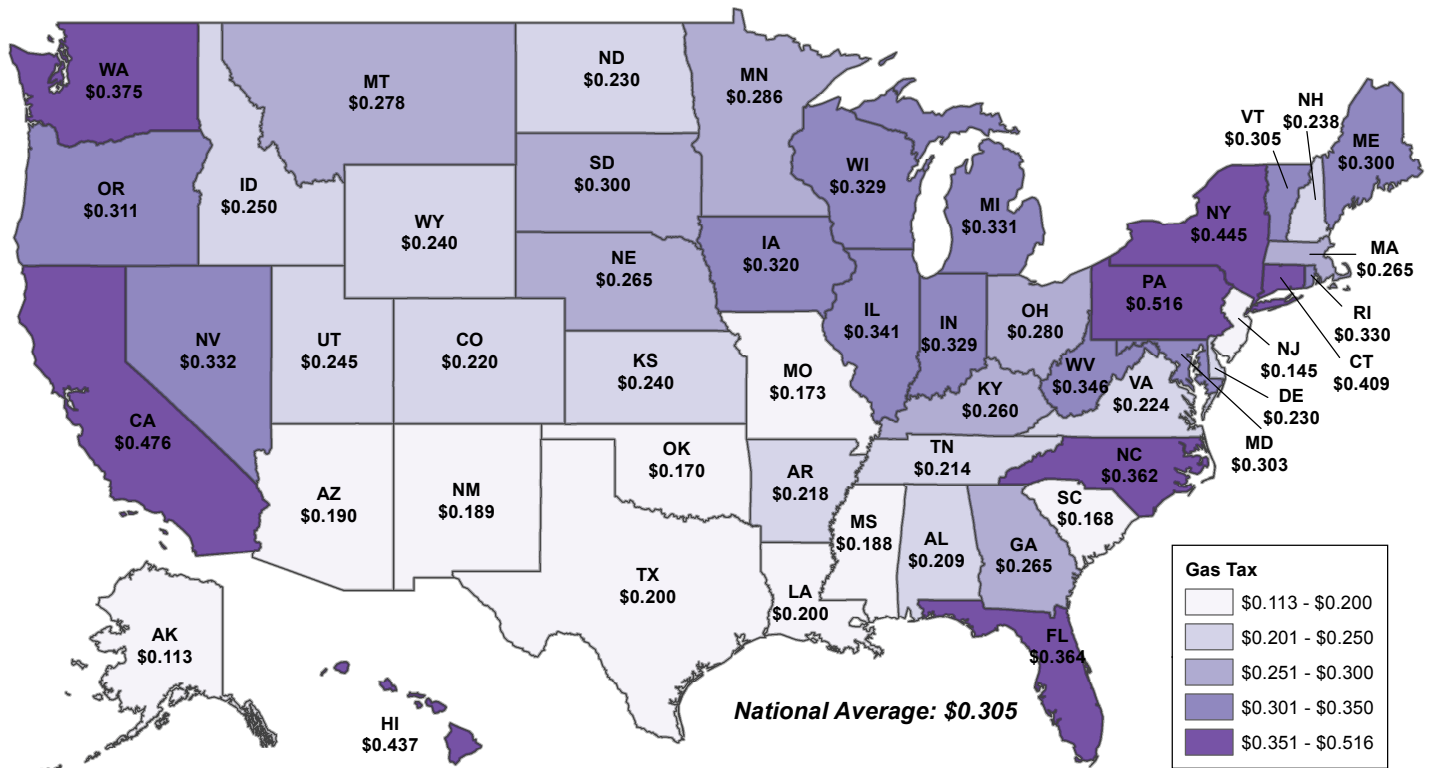 WA
$0.375
MT
$0.278
ND
$0.230
MN
$0.286
VT
$0.305
NH
$0.238
ME
$0.300
OR
$0.311
ID
$0.250
WY
$0.240
SD
$0.300
WI
$0.329
MI
$0.331
NY
$0.445
MA
$0.265
NE
$0.265
IA
$0.320
PA
$0.516
RI
$0.330
NV
$0.332
UT
$0.245
CO
$0.220
KS
$0.240
MO
$0.173
IL
$0.341
IN
$0.329
OH
$0.280
NJ
$0.145
CT
$0.409
WV
$0.346
VA
$0.224
DE
$0.230
KY
$0.260
MD
$0.303
CA
$0.476
AZ
$0.190
NM
$0.189
OK
$0.170
AR
$0.218
TN
$0.214
NC
$0.362
SC
$0.168
MS
$0.188
AL
$0.209
GA
$0.265
TX
$0.200
LA
$0.200
FL
$0.364
AK
$0.113
HI
$0.437
National Average: $0.305
Gas Tax
$0.113 - $0.200
$0.201 - $0.250
$0.251 - $0.300
$0.301 - $0.350
$0.351 - $0.516